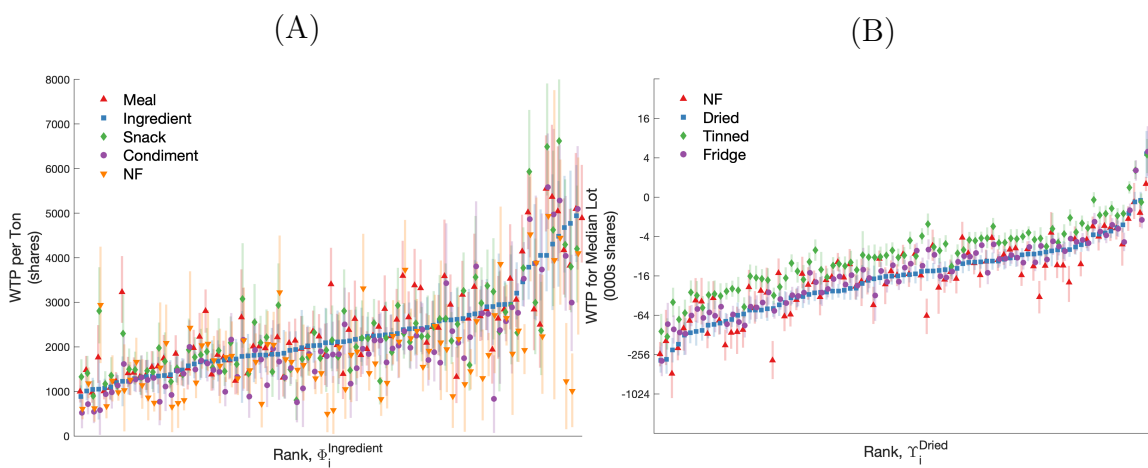 (A)
(B)
8000
7000
6000
5000
4000
3000
2000
1000
0
WTP per Ton
(shares)
Meal
Ingredient
Snack
Condiment
NF
Rank, Φ_i^Ingredient
16
4
0
-4
-16
-64
-256
-1024
WTP for Median Lot
(000s shares)
NF
Dried
Tinned
Fridge
Rank, ϒ_i^Dried